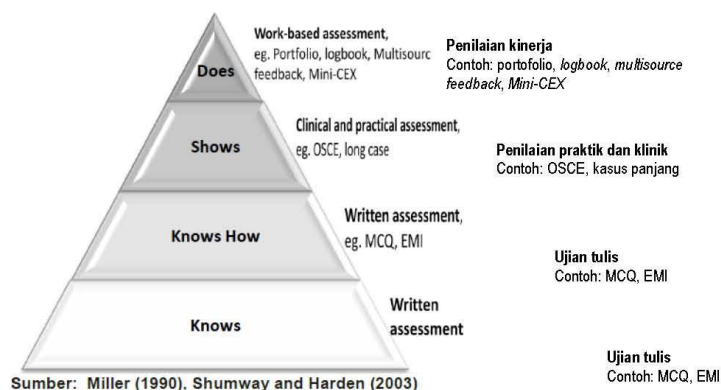 Work-based assessment,
eg. Portfolio, logbook, Multisourc
feedback, Mini-CEX
Does
Penilaian kinerja
Contoh: portofolio, logbook, multisource
feedback, Mini-CEX
Clinical and practical assessment,
eg. OSCE, long case
Shows
Penilaian praktik dan klinik
Contoh: OSCE, kasus panjang
Written assessment,
eg. MCQ, EMI
Knows How
Ujian tulis
Contoh: MCQ, EMI
Written
assessment
Knows
Ujian tulis
Contoh: MCQ, EMI
Sumber: Miller (1990), Shumway and Harden (2003)